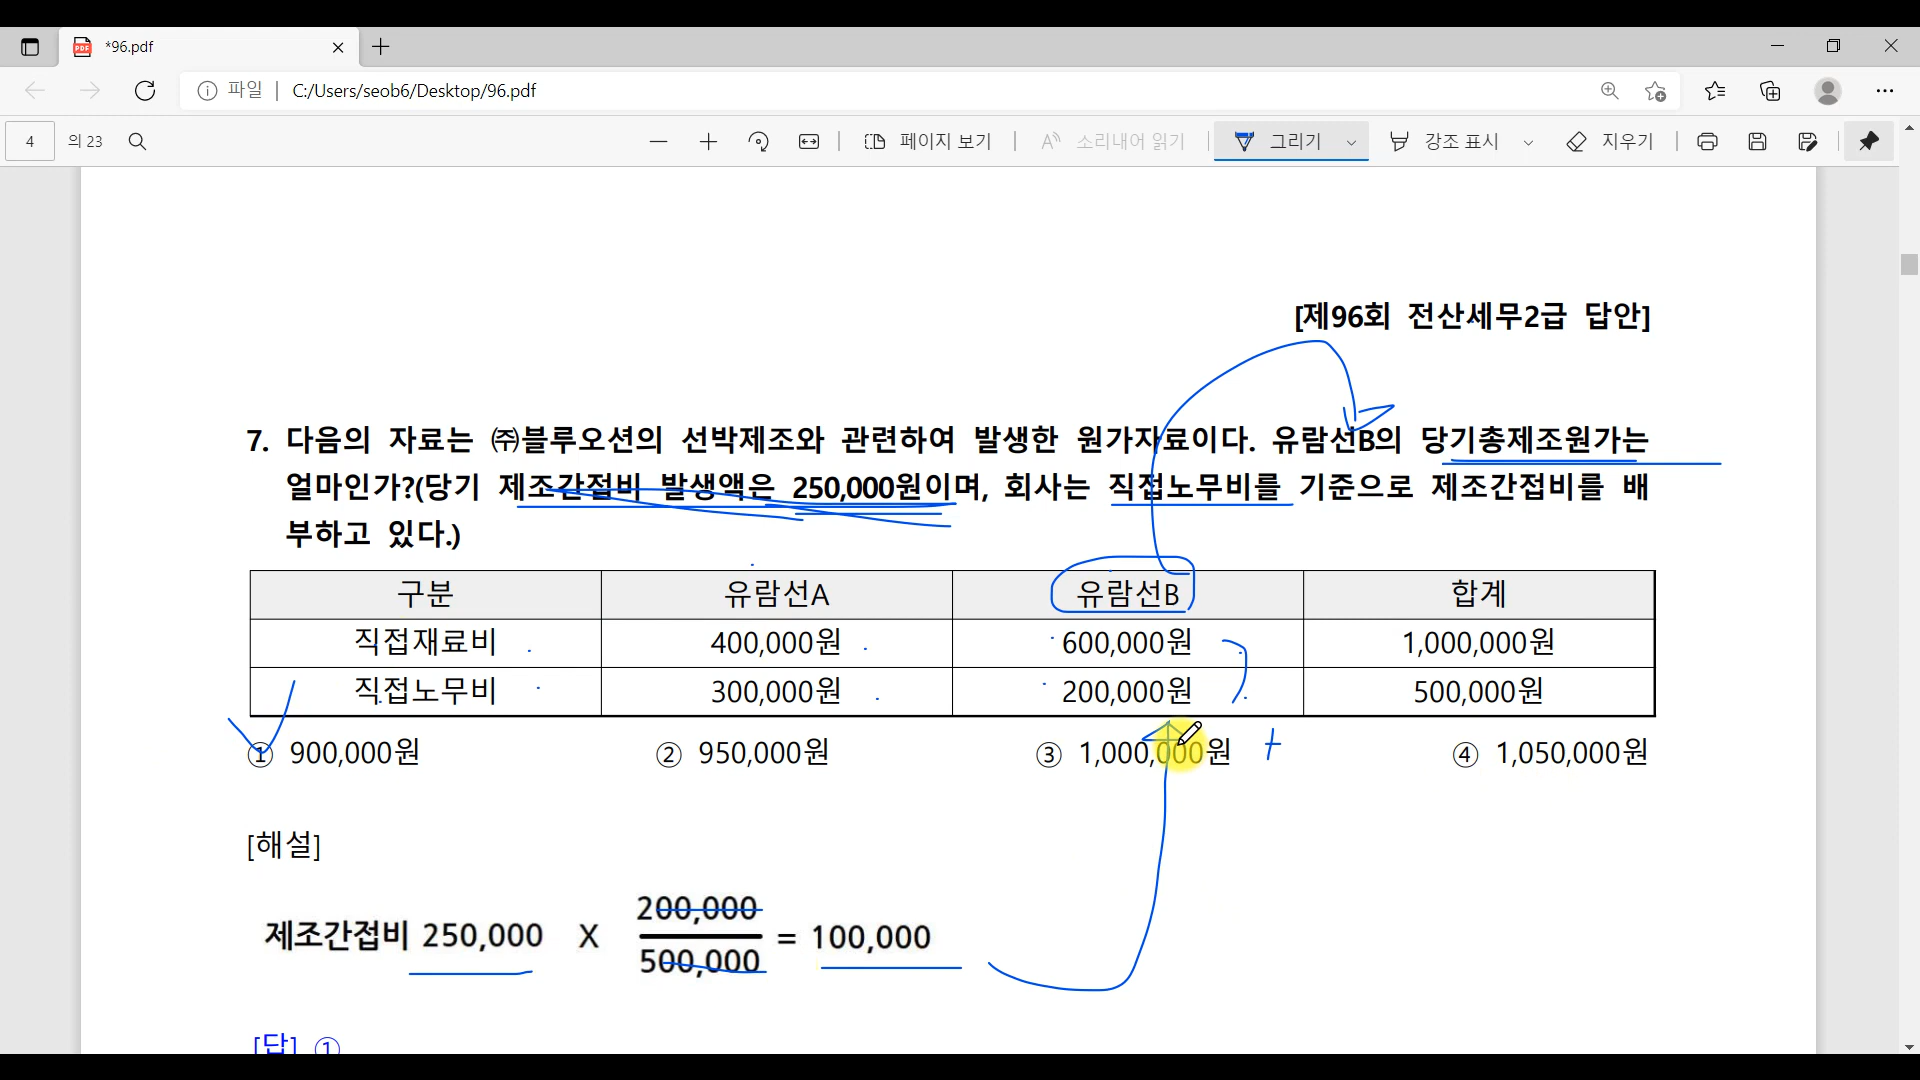 *96.pdf
파일 | C:/Users/seob6/Desktop/96.pdf
4 의 23 페이지 보기 소리내어 읽기 그리기 강조 표시 지우기
[제96회 전산세무2급 답안]
7. 다음의 자료는 ㈜블루오션의 선박제조와 관련하여 발생한 원가자료이다. 유람선B의 당기총제조원가는
얼마인가?(당기 제조간접비 발생액은 250,000원이며, 회사는 직접노무비를 기준으로 제조간접비를 배
부하고 있다.)
구분 유람선A 유람선B 합계
직접재료비 400,000원 600,000원 1,000,000원
직접노무비 300,000원 200,000원 500,000원
① 900,000원 ② 950,000원 ③ 1,000,000원 + ④ 1,050,000원
[해설]
200,000
제조간접비 250,000 X = 100,000
500,000
[답] ①